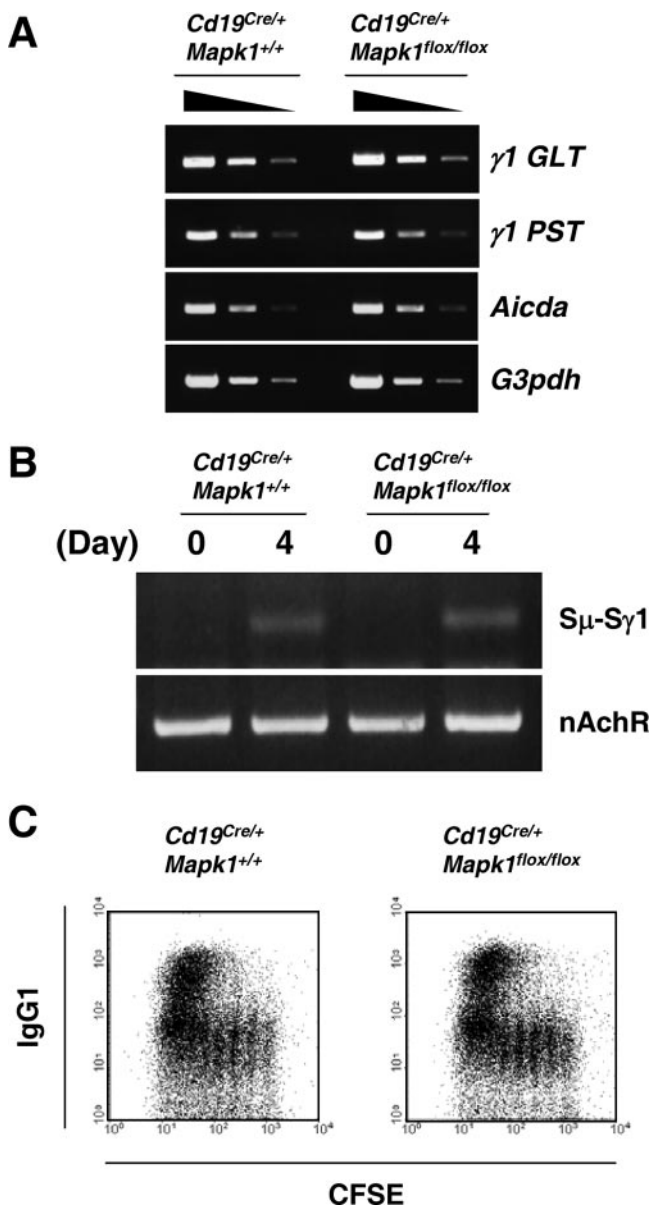 A
Cd19Cre/+ Cd19Cre/+
Mapk1+/+ Mapk1flox/flox
γ1 GLT
γ1 PST
Aicda
G3pdh
B
Cd19Cre/+ Cd19Cre/+
Mapk1+/+ Mapk1flox/flox
(Day) 0 4 0 4
Sμ-Sγ1
nAchR
C
Cd19Cre/+ Cd19Cre/+
Mapk1+/+ Mapk1flox/flox
IgG1
10⁴ 10⁴
10³ 10³
10² 10²
10¹ 10¹
10⁰ 10⁰
10⁰ 10¹ 10² 10³ 10⁴ 10⁰ 10¹ 10² 10³ 10⁴
CFSE